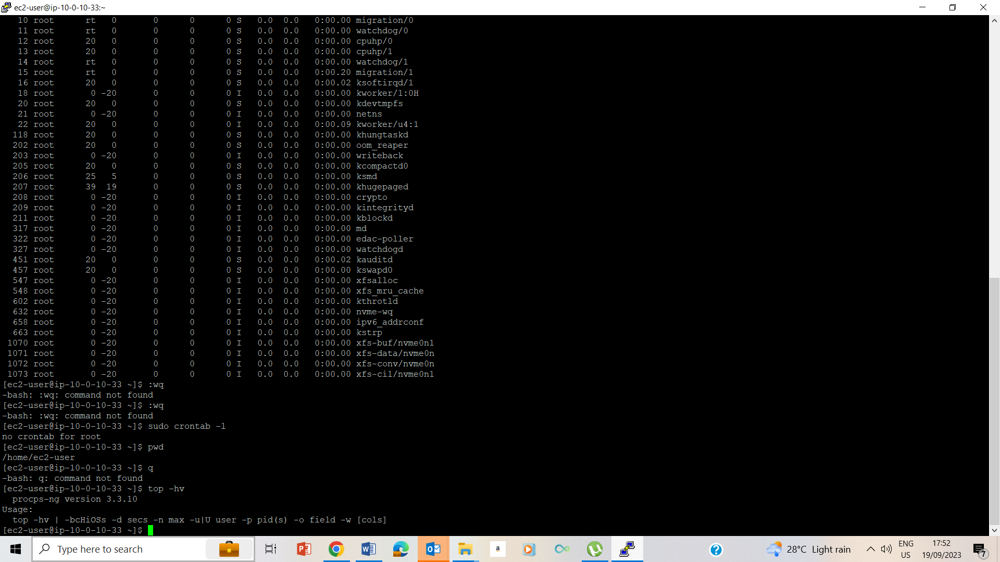 ec2-user@ip-10-0-10-33:~
10 root rt 0 0 0 0 S 0.0 0.0 0:00.00 migration/0
11 root rt 0 0 0 0 S 0.0 0.0 0:00.00 watchdog/0
12 root 20 0 0 0 0 S 0.0 0.0 0:00.00 cpuhp/0
13 root 20 0 0 0 0 S 0.0 0.0 0:00.00 cpuhp/1
14 root rt 0 0 0 0 S 0.0 0.0 0:00.00 watchdog/1
15 root rt 0 0 0 0 S 0.0 0.0 0:00.20 migration/1
16 root 20 0 0 0 0 S 0.0 0.0 0:00.02 ksoftirqd/1
18 root 0 -20 0 0 0 I 0.0 0.0 0:00.00 kworker/1:0H
20 root 20 0 0 0 0 S 0.0 0.0 0:00.00 kdevtmpfs
21 root 0 -20 0 0 0 I 0.0 0.0 0:00.00 netns
22 root 20 0 0 0 0 I 0.0 0.0 0:00.09 kworker/u4:1
118 root 20 0 0 0 0 S 0.0 0.0 0:00.00 khungtaskd
202 root 20 0 0 0 0 S 0.0 0.0 0:00.00 oom_reaper
203 root 0 -20 0 0 0 I 0.0 0.0 0:00.00 writeback
205 root 20 0 0 0 0 S 0.0 0.0 0:00.00 kcompactd0
206 root 25 5 0 0 0 S 0.0 0.0 0:00.00 ksmd
207 root 39 19 0 0 0 S 0.0 0.0 0:00.00 khugepaged
208 root 0 -20 0 0 0 I 0.0 0.0 0:00.00 crypto
209 root 0 -20 0 0 0 I 0.0 0.0 0:00.00 kintegrityd
211 root 0 -20 0 0 0 I 0.0 0.0 0:00.00 kblockd
317 root 0 -20 0 0 0 I 0.0 0.0 0:00.00 md
322 root 0 -20 0 0 0 I 0.0 0.0 0:00.00 edac-poller
327 root 0 -20 0 0 0 I 0.0 0.0 0:00.00 watchdogd
451 root 20 0 0 0 0 S 0.0 0.0 0:00.02 kauditd
457 root 20 0 0 0 0 S 0.0 0.0 0:00.00 kswapd0
547 root 0 -20 0 0 0 I 0.0 0.0 0:00.00 xfsalloc
548 root 0 -20 0 0 0 I 0.0 0.0 0:00.00 xfs_mru_cache
602 root 0 -20 0 0 0 I 0.0 0.0 0:00.00 kthrotld
632 root 0 -20 0 0 0 I 0.0 0.0 0:00.00 nvme-wq
658 root 0 -20 0 0 0 I 0.0 0.0 0:00.00 ipv6_addrconf
663 root 0 -20 0 0 0 I 0.0 0.0 0:00.00 kstrp
1070 root 0 -20 0 0 0 I 0.0 0.0 0:00.00 xfs-buf/nvme0n1
1071 root 0 -20 0 0 0 I 0.0 0.0 0:00.00 xfs-data/nvme0n
1072 root 0 -20 0 0 0 I 0.0 0.0 0:00.00 xfs-conv/nvme0n
1073 root 0 -20 0 0 0 I 0.0 0.0 0:00.00 xfs-cil/nvme0n1
[ec2-user@ip-10-0-10-33 ~]$ :wq
-bash: :wq: command not found
[ec2-user@ip-10-0-10-33 ~]$ :wq
-bash: :wq: command not found
[ec2-user@ip-10-0-10-33 ~]$ sudo crontab -l
no crontab for root
[ec2-user@ip-10-0-10-33 ~]$ pwd
/home/ec2-user
[ec2-user@ip-10-0-10-33 ~]$ q
-bash: q: command not found
[ec2-user@ip-10-0-10-33 ~]$ top -hv
procps-ng version 3.3.10
Usage:
top -hv | -bcHiOSs -d secs -n max -u|U user -p pid(s) -o field -w [cols]
[ec2-user@ip-10-0-10-33 ~]$
Type here to search
28°C Light rain
ENG
US
17:52
19/09/2023
7